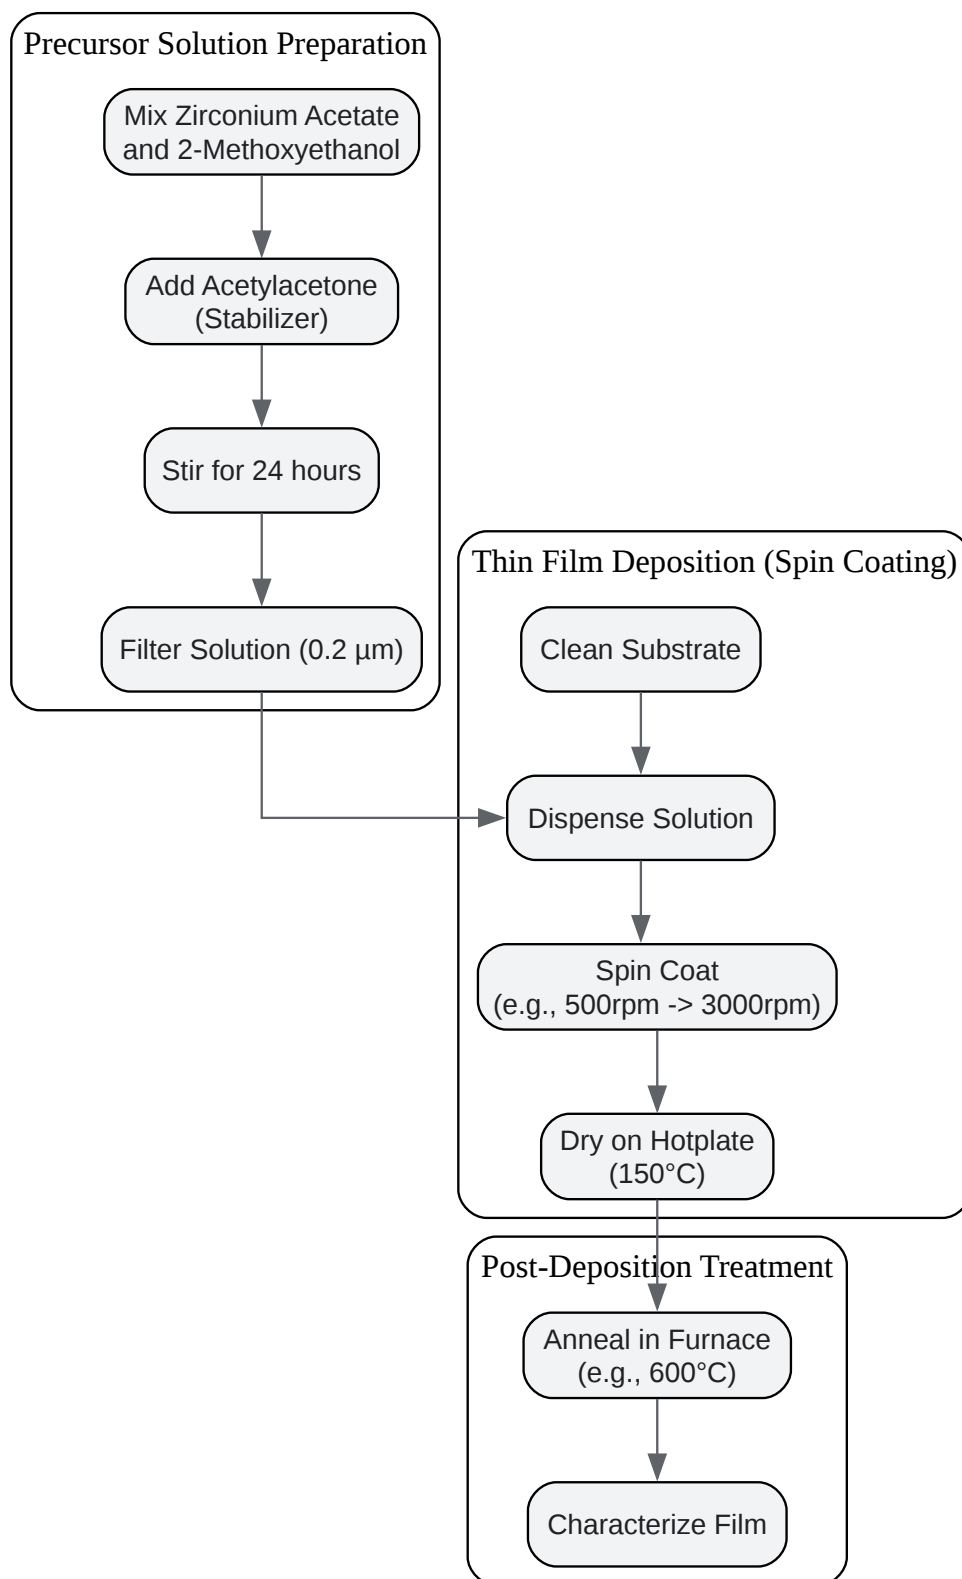 Precursor Solution Preparation
Mix Zirconium Acetate
and 2-Methoxyethanol
Add Acetylacetone
(Stabilizer)
Stir for 24 hours
Filter Solution (0.2 µm)
Thin Film Deposition (Spin Coating)
Clean Substrate
Dispense Solution
Spin Coat
(e.g., 500rpm -> 3000rpm)
Dry on Hotplate
(150°C)
Post-Deposition Treatment
Anneal in Furnace
(e.g., 600°C)
Characterize Film